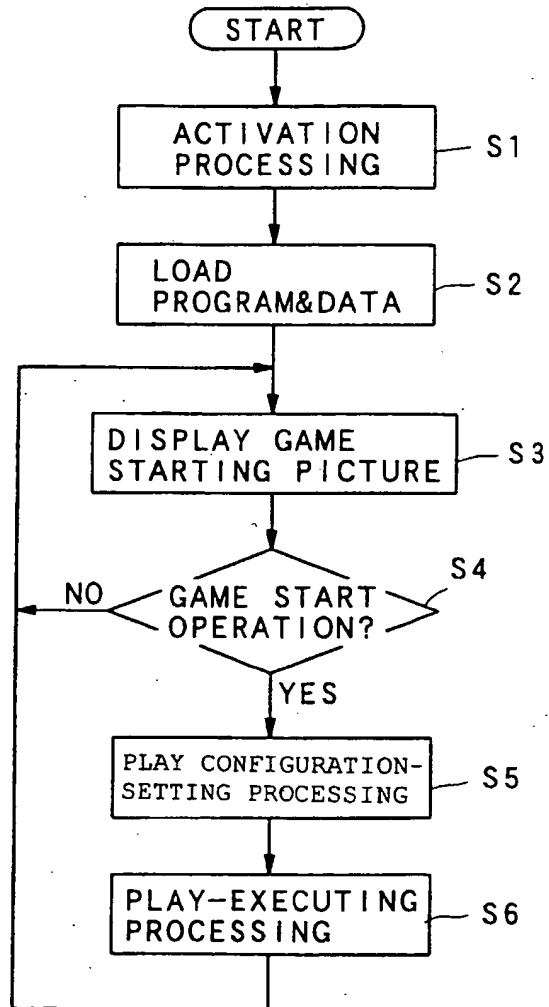 START
ACTIVATION
PROCESSING
S1
LOAD
PROGRAM&DATA
S2
DISPLAY GAME
STARTING PICTURE
S3
GAME START
OPERATION?
S4
NO
YES
PLAY CONFIGURATION-
SETTING PROCESSING
S5
PLAY-EXECUTING
PROCESSING
S6